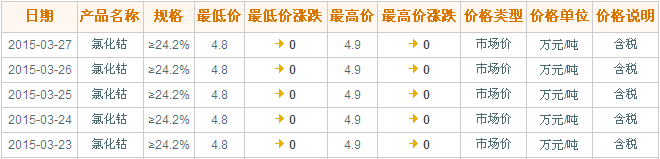 日期 产品名称 规格 最低价 最低价涨跌 最高价 最高价涨跌 价格类型 价格单位 价格说明
2015-03-27 氯化钴 ≥24.2% 4.8 → 0 4.9 → 0 市场价 万元/吨 含税
2015-03-26 氯化钴 ≥24.2% 4.8 → 0 4.9 → 0 市场价 万元/吨 含税
2015-03-25 氯化钴 ≥24.2% 4.8 → 0 4.9 → 0 市场价 万元/吨 含税
2015-03-24 氯化钴 ≥24.2% 4.8 → 0 4.9 → 0 市场价 万元/吨 含税
2015-03-23 氯化钴 ≥24.2% 4.8 → 0 4.9 → 0 市场价 万元/吨 含税